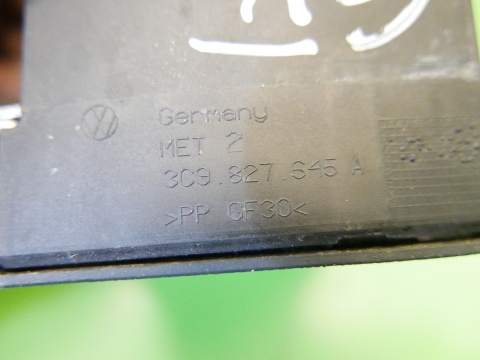 Germany
MET 2
3C9.827.645 A
>PP GF30<